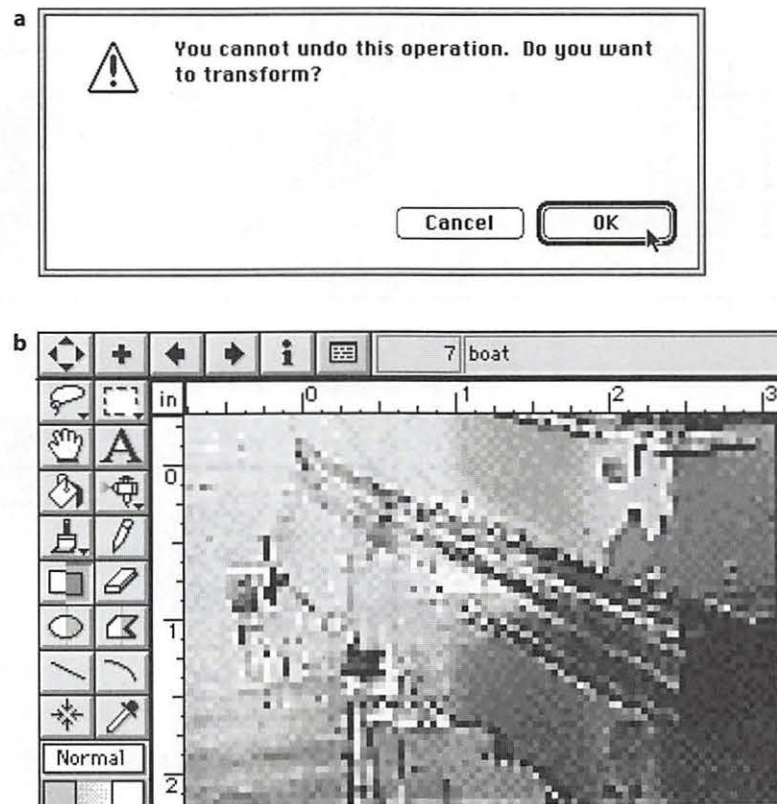 a
You cannot undo this operation. Do you want
to transform?
Cancel
OK
b
7 boat
in
0 1 2 3
A
0
1
2
Normal